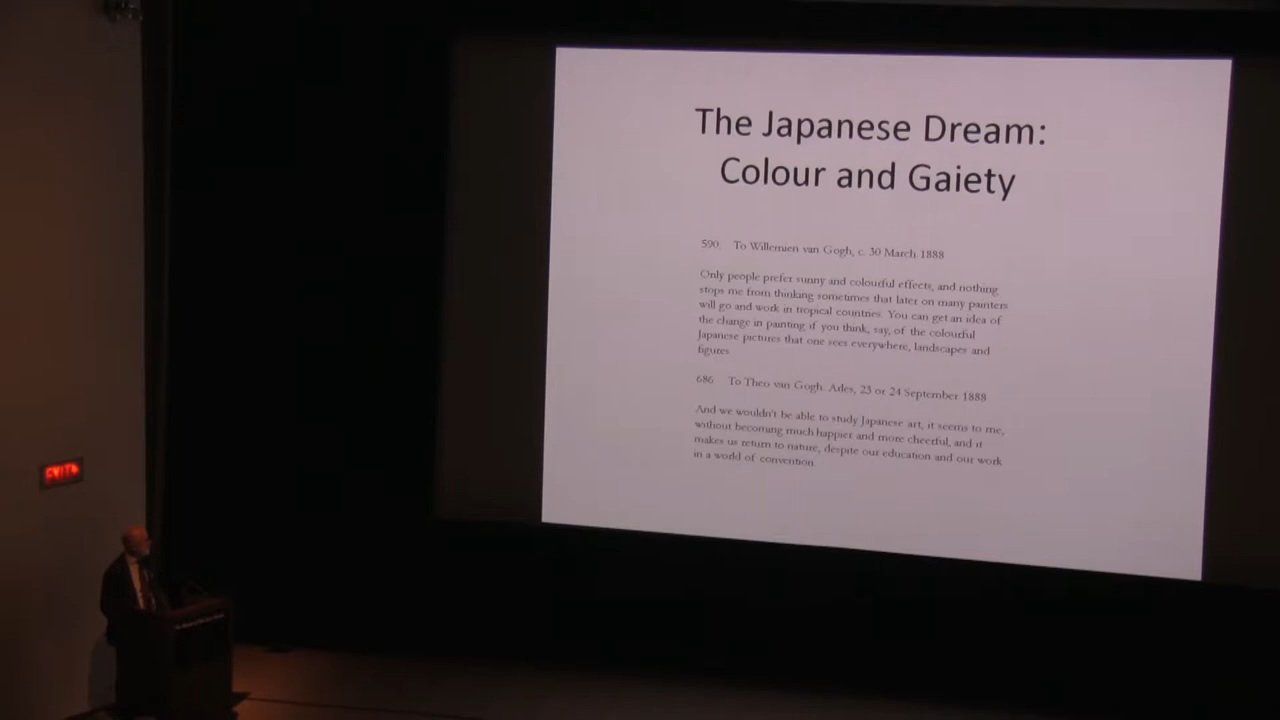 The Japanese Dream:
Colour and Gaiety
590 To Willemien van Gogh, c. 30 March 1888
Only people prefer sunny and colourful effects, and nothing
stops me from thinking sometimes that later on many painters
will go and work in tropical countries. You can get an idea of
the change in painting if you think, say, of the colourful
Japanese pictures that one sees everywhere, landscapes and
figures
686 To Theo van Gogh. Arles, 23 or 24 September 1888
And we wouldn't be able to study Japanese art, it seems to me,
without becoming much happier and more cheerful, and it
makes us return to nature, despite our education and our work
in a world of convention.
EXIT